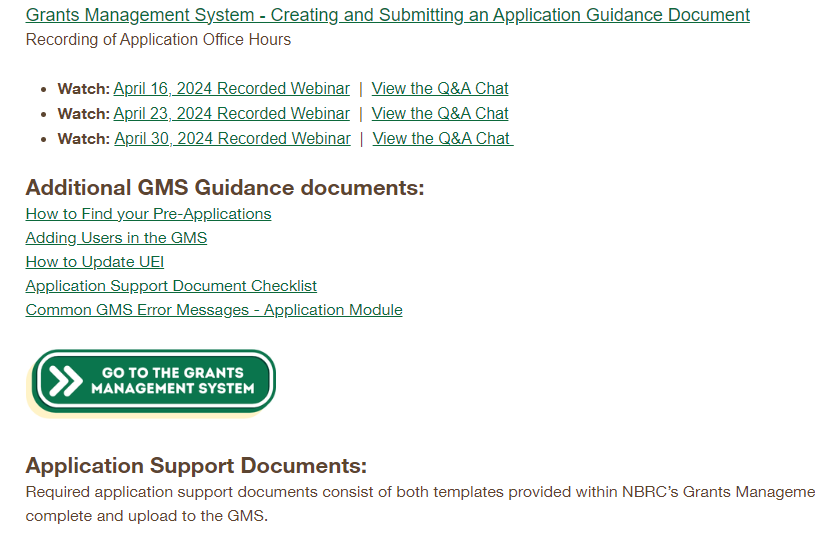 Grants Management System - Creating and Submitting an Application Guidance Document
Recording of Application Office Hours
• Watch: April 16, 2024 Recorded Webinar | View the Q&A Chat
• Watch: April 23, 2024 Recorded Webinar | View the Q&A Chat
• Watch: April 30, 2024 Recorded Webinar | View the Q&A Chat
Additional GMS Guidance documents:
How to Find your Pre-Applications
Adding Users in the GMS
How to Update UEI
Application Support Document Checklist
Common GMS Error Messages - Application Module
GO TO THE GRANTS
MANAGEMENT SYSTEM
Application Support Documents:
Required application support documents consist of both templates provided within NBRC's Grants Manageme
complete and upload to the GMS.